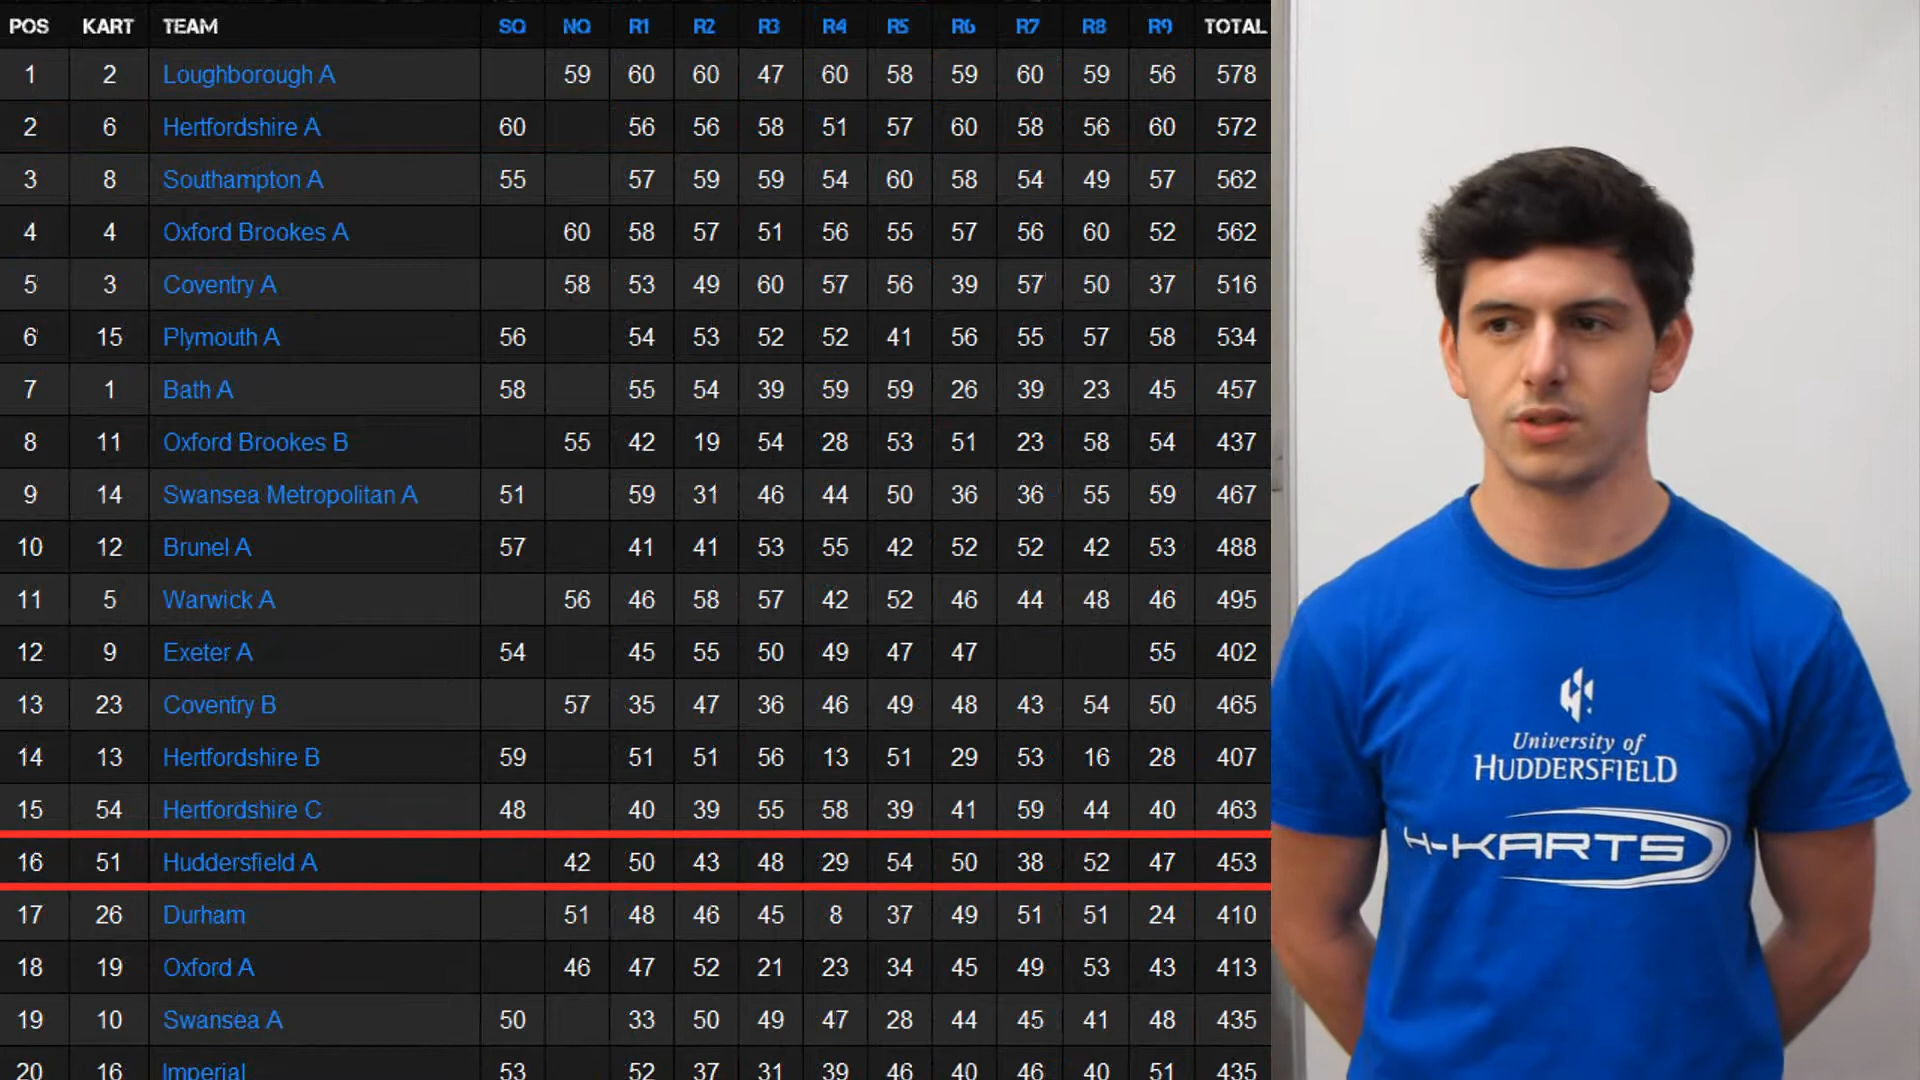 POS KART TEAM SQ NQ R1 R2 R3 R4 R5 R6 R7 R8 R9 TOTAL
1 2 Loughborough A 59 60 60 47 60 58 59 60 59 56 578
2 6 Hertfordshire A 60 56 56 58 51 57 60 58 56 60 572
3 8 Southampton A 55 57 59 59 54 60 58 54 49 57 562
4 4 Oxford Brookes A 60 58 57 51 56 55 57 56 60 52 562
5 3 Coventry A 58 53 49 60 57 56 39 57 50 37 516
6 15 Plymouth A 56 54 53 52 52 41 56 55 57 58 534
7 1 Bath A 58 55 54 39 59 59 26 39 23 45 457
8 11 Oxford Brookes B 55 42 19 54 28 53 51 23 58 54 437
9 14 Swansea Metropolitan A 51 59 31 46 44 50 36 36 55 59 467
10 12 Brunel A 57 41 41 53 55 42 52 52 42 53 488
11 5 Warwick A 56 46 58 57 42 52 46 44 48 46 495
12 9 Exeter A 54 45 55 50 49 47 47 55 402
13 23 Coventry B 57 35 47 36 46 49 48 43 54 50 465
14 13 Hertfordshire B 59 51 51 56 13 51 29 53 16 28 407
15 54 Hertfordshire C 48 40 39 55 58 39 41 59 44 40 463
16 51 Huddersfield A 42 50 43 48 29 54 50 38 52 47 453
17 26 Durham 51 48 46 45 8 37 49 51 51 24 410
18 19 Oxford A 46 47 52 21 23 34 45 49 53 43 413
19 10 Swansea A 50 33 50 49 47 28 44 45 41 48 435
20 16 Imperial 53 52 37 31 39 46 40 46 40 51 435
University of
HUDDERSFIELD
H-KARTS